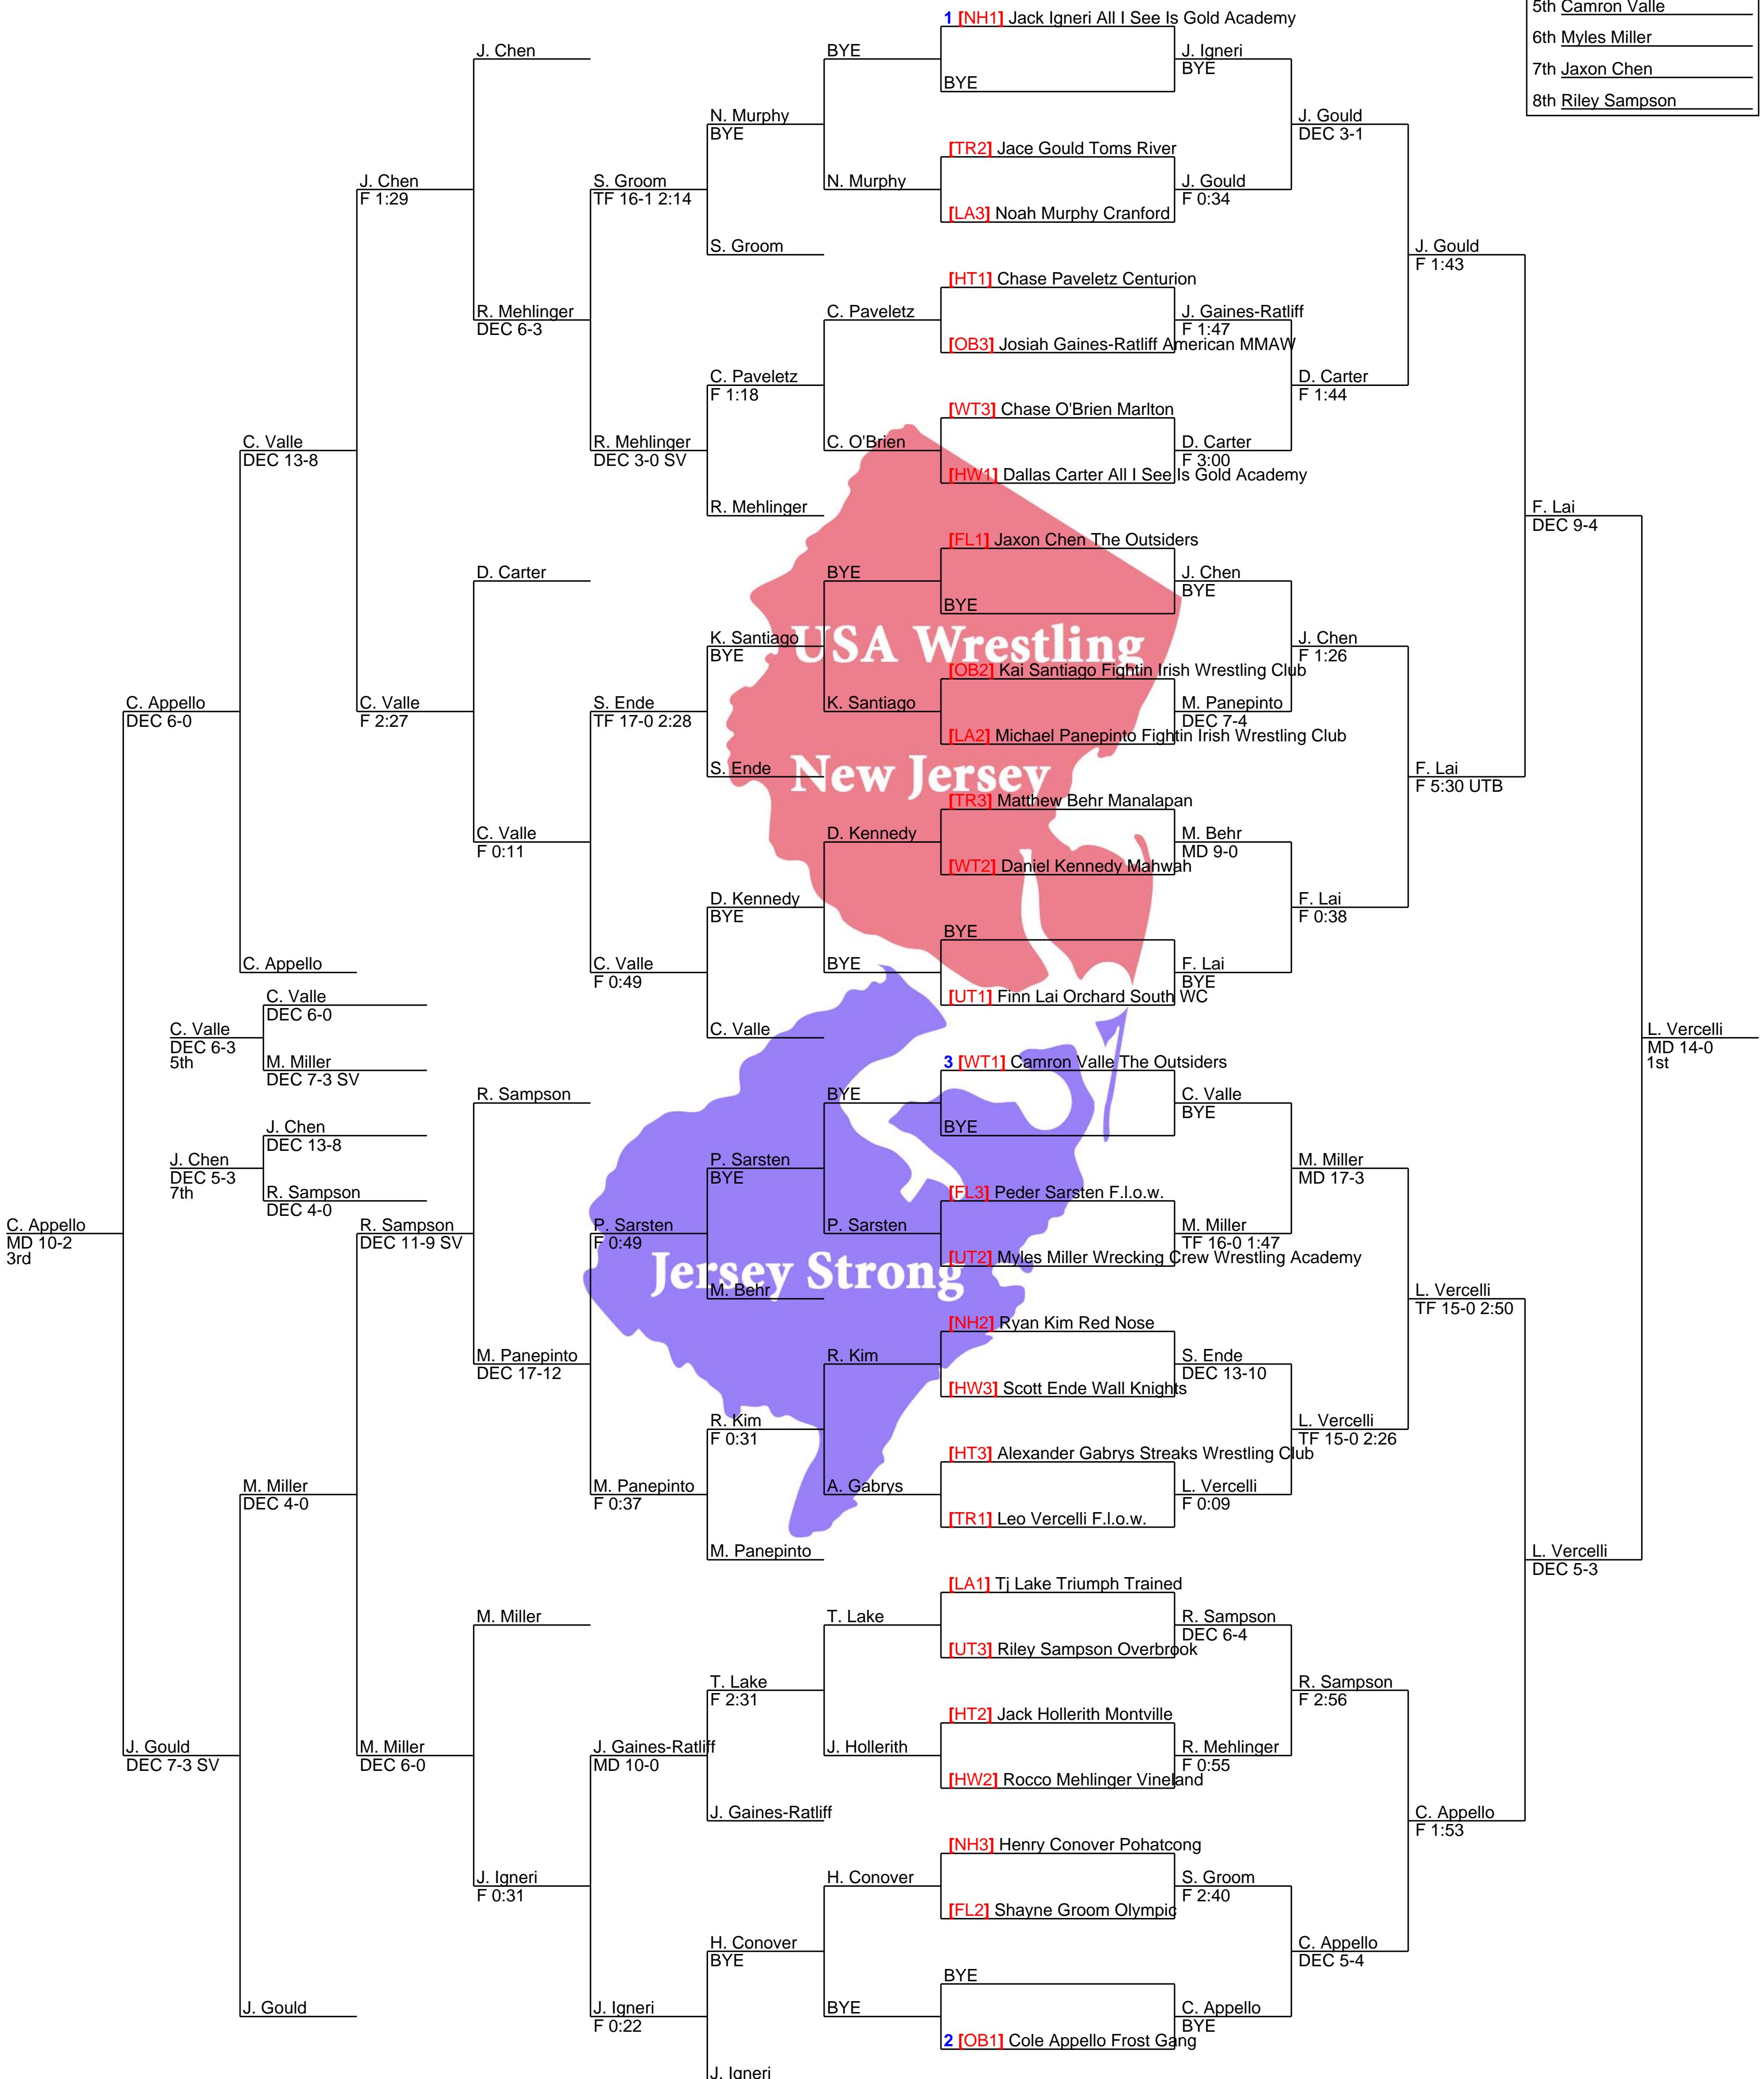 5th Camron Valle
6th Myles Miller
7th Jaxon Chen
8th Riley Sampson
1 [NH1] Jack Igneri All I See Is Gold Academy
BYE
[TR2] Jace Gould Toms River
[LA3] Noah Murphy Cranford
[HT1] Chase Paveletz Centurion
[OB3] Josiah Gaines-Ratliff American MMAW
[WT3] Chase O'Brien Marlton
[HW1] Dallas Carter All I See Is Gold Academy
[FL1] Jaxon Chen The Outsiders
BYE
[OB2] Kai Santiago Fightin Irish Wrestling Club
[LA2] Michael Panepinto Fightin Irish Wrestling Club
[TR3] Matthew Behr Manalapan
[WT2] Daniel Kennedy Mahwah
BYE
[UT1] Finn Lai Orchard South WC
3 [WT1] Camron Valle The Outsiders
BYE
[FL3] Peder Sarsten F.l.o.w.
[UT2] Myles Miller Wrecking Crew Wrestling Academy
[NH2] Ryan Kim Red Nose
[HW3] Scott Ende Wall Knights
[HT3] Alexander Gabrys Streaks Wrestling Club
[TR1] Leo Vercelli F.l.o.w.
[LA1] Tj Lake Triumph Trained
[UT3] Riley Sampson Overbrook
[HT2] Jack Hollerith Montville
[HW2] Rocco Mehlinger Vineland
[NH3] Henry Conover Pohatcong
[FL2] Shayne Groom Olympic
BYE
2 [OB1] Cole Appello Frost Gang
J. Igneri
BYE
J. Gould
F 0:34
J. Gaines-Ratliff
F 1:47
D. Carter
F 3:00
J. Chen
BYE
M. Panepinto
DEC 7-4
M. Behr
MD 9-0
F. Lai
BYE
C. Valle
BYE
M. Miller
TF 16-0 1:47
S. Ende
DEC 13-10
L. Vercelli
F 0:09
R. Sampson
DEC 6-4
R. Mehlinger
F 0:55
S. Groom
F 2:40
C. Appello
BYE
J. Gould
DEC 3-1
D. Carter
F 1:44
J. Chen
F 1:26
F. Lai
F 0:38
M. Miller
MD 17-3
L. Vercelli
TF 15-0 2:26
R. Sampson
F 2:56
C. Appello
DEC 5-4
J. Gould
F 1:43
F. Lai
F 5:30 UTB
L. Vercelli
TF 15-0 2:50
C. Appello
F 1:53
F. Lai
DEC 9-4
L. Vercelli
DEC 5-3
L. Vercelli
MD 14-0
1st
BYE
N. Murphy
C. Paveletz
C. O'Brien
BYE
K. Santiago
D. Kennedy
BYE
BYE
P. Sarsten
R. Kim
A. Gabrys
T. Lake
J. Hollerith
H. Conover
BYE
N. Murphy
BYE
S. Groom
C. Paveletz
F 1:18
R. Mehlinger
K. Santiago
BYE
S. Ende
D. Kennedy
BYE
C. Valle
P. Sarsten
BYE
M. Behr
R. Kim
F 0:31
M. Panepinto
T. Lake
F 2:31
J. Gaines-Ratliff
H. Conover
BYE
J. Igneri
S. Groom
TF 16-1 2:14
R. Mehlinger
DEC 3-0 SV
S. Ende
TF 17-0 2:28
C. Valle
F 0:49
P. Sarsten
F 0:49
M. Panepinto
F 0:37
J. Gaines-Ratliff
MD 10-0
J. Igneri
F 0:22
J. Chen
R. Mehlinger
DEC 6-3
D. Carter
C. Valle
F 0:11
R. Sampson
M. Panepinto
DEC 17-12
M. Miller
J. Igneri
F 0:31
J. Chen
F 1:29
C. Valle
F 2:27
R. Sampson
DEC 11-9 SV
M. Miller
DEC 6-0
C. Valle
DEC 13-8
C. Appello
M. Miller
DEC 4-0
J. Gould
C. Appello
DEC 6-0
J. Gould
DEC 7-3 SV
C. Appello
MD 10-2
3rd
C. Valle
DEC 6-0
M. Miller
DEC 7-3 SV
C. Valle
DEC 6-3
5th
J. Chen
DEC 13-8
R. Sampson
DEC 4-0
J. Chen
DEC 5-3
7th
USA Wrestling
New Jersey
Jersey Strong